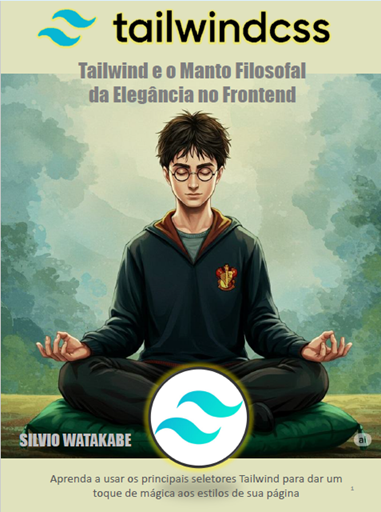 tailwindcss
Tailwind e o Manto Filosofal
da Elegância no Frontend
SILVIO WATAKABE
ai
Aprenda a usar os principais seletores Tailwind para dar um
toque de mágica aos estilos de sua página
1